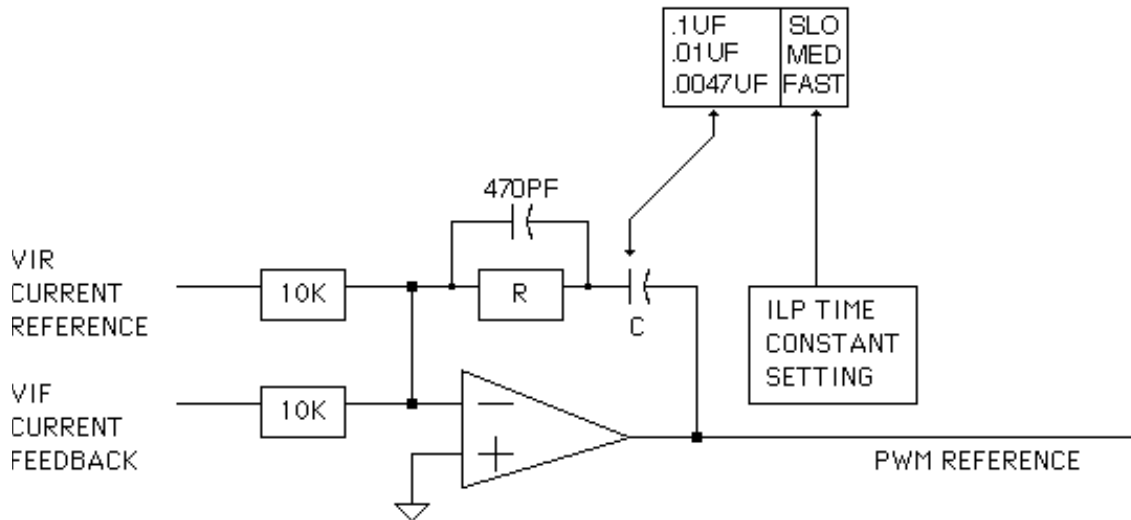 .1UF SLO
.01UF MED
.0047UF FAST
470PF
VIR
CURRENT
REFERENCE
10K
R
C
ILP TIME
CONSTANT
SETTING
VIF
CURRENT
FEEDBACK
10K
PWM REFERENCE